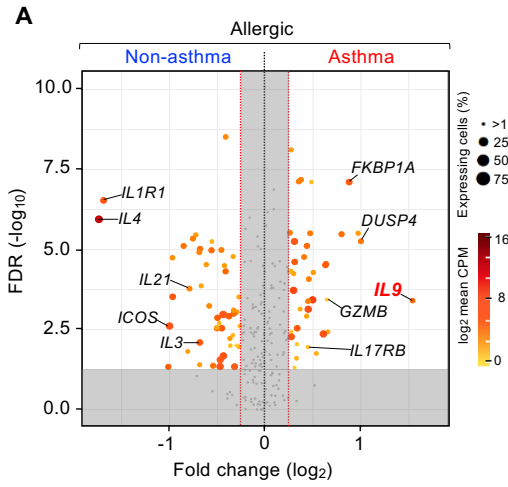 A
Allergic
Non-asthma
Asthma
FDR (-log10)
10.0
7.5
5.0
2.5
0.0
IL1R1
IL4
IL21
ICOS
IL3
FKBP1A
DUSP4
IL9
GZMB
IL17RB
-1
0
1
Fold change (log2)
Expressing cells (%)
>1
25
50
75
log2 mean CPM
16
12
8
4
0